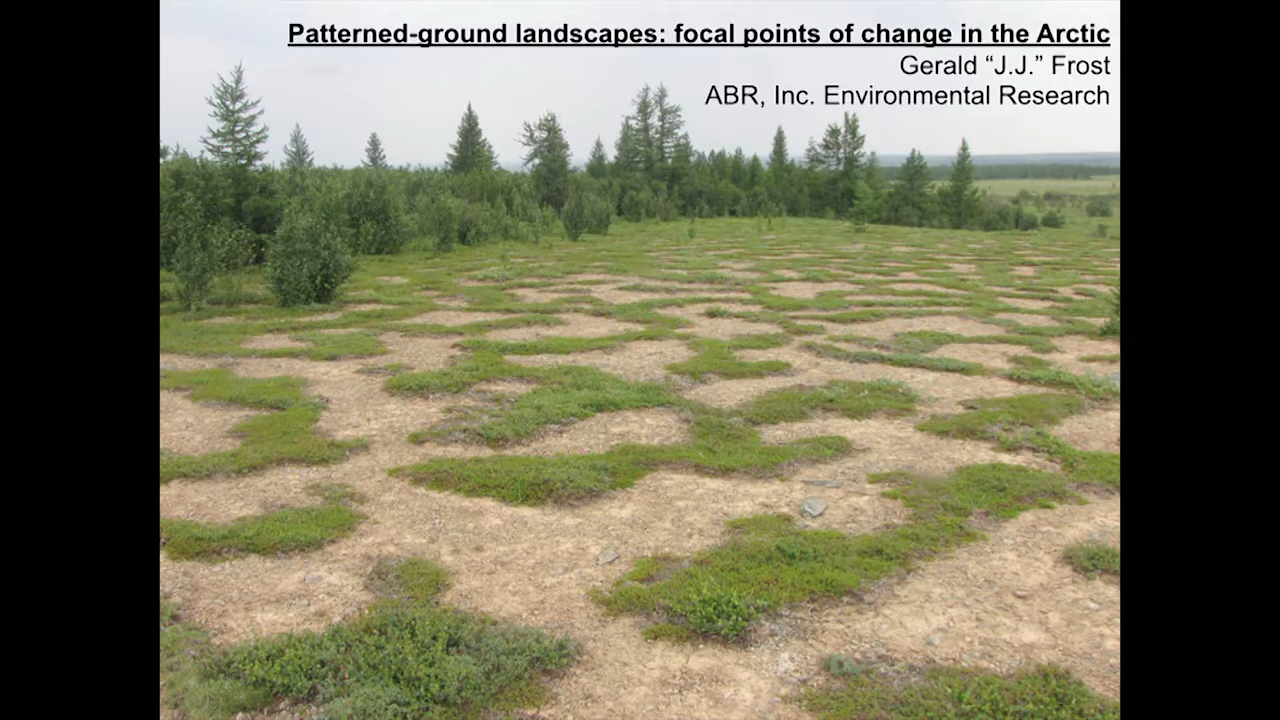 Patterned-ground landscapes: focal points of change in the Arctic
Gerald “J.J.” Frost
ABR, Inc. Environmental Research